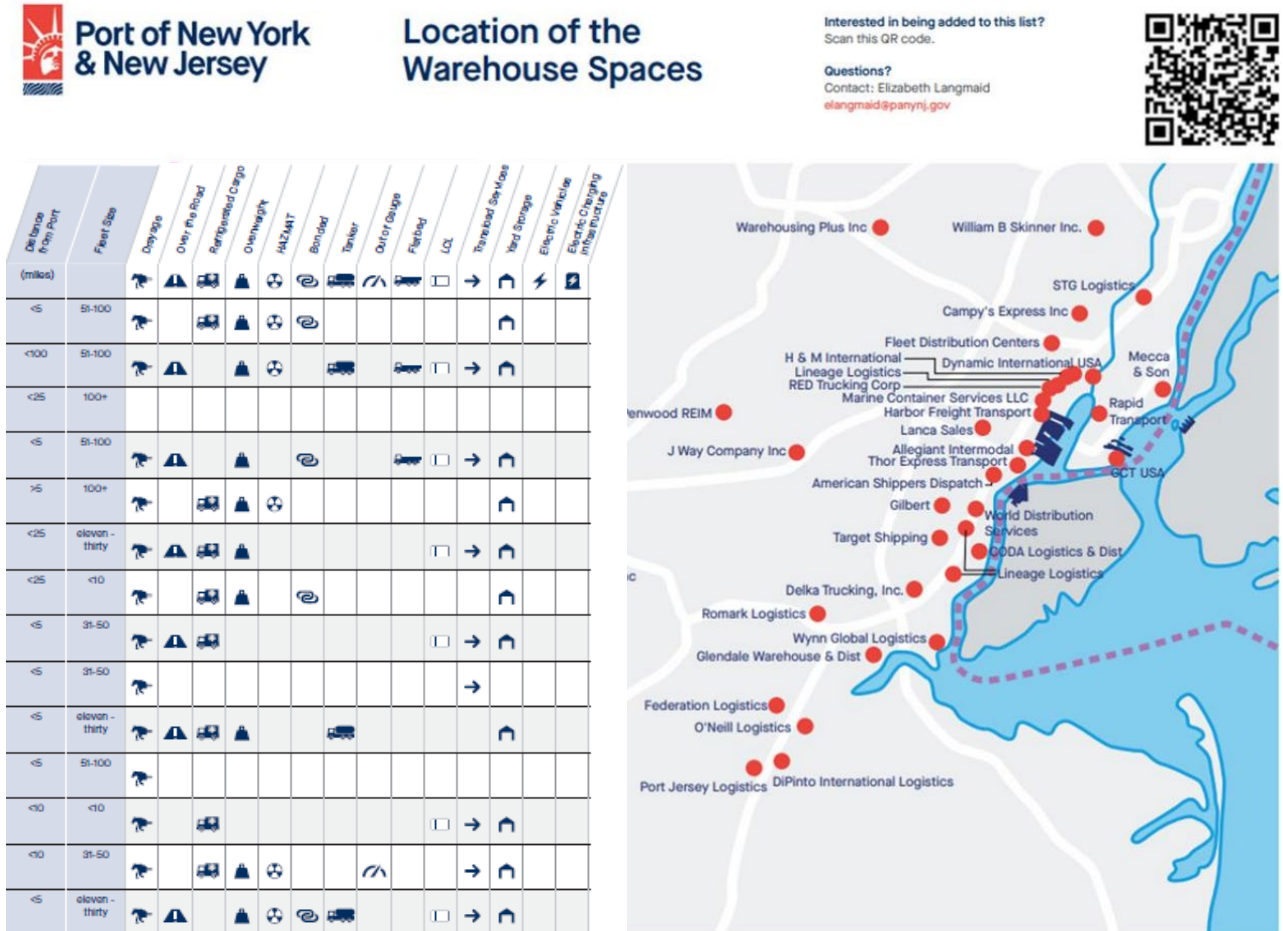 Port of New York
& New Jersey
Location of the
Warehouse Spaces
Interested in being added to this list?
Scan this QR code.
Questions?
Contact: Elizabeth Langmaid
elangmaid@panynj.gov
Distance
from Port
Fleet Size
Drayage
Over the Road
Refrigerated Cargo
Overweight
HAZMAT
Bonded
Tanker
Out of Gauge
Flatbed
LCL
Transload Services
Yard Storage
Electric Vehicles
Electric Charging
Infrastructure
(miles)
<5 51-100
<100 51-100
<25 100+
<5 51-100
>5 100+
<25 eleven -
thirty
<25 <10
<5 31-50
<5 31-50
<5 eleven -
thirty
<5 51-100
<10 <10
<10 31-50
<5 eleven -
thirty
Warehousing Plus Inc
William B Skinner Inc.
STG Logistics
Campy's Express Inc
Fleet Distribution Centers
H & M International
Dynamic International USA
Mecca
& Son
Lineage Logistics
RED Trucking Corp
Marine Container Services LLC
Harbor Freight Transport
Rapid
Transport
enwood REIM
Lanca Sales
J Way Company Inc
Allegiant Intermodal
Thor Express Transport
GCT USA
American Shippers Dispatch
Gilbert
World Distribution
Services
Target Shipping
CODA Logistics & Dist
c
Lineage Logistics
Delka Trucking, Inc.
Romark Logistics
Wynn Global Logistics
Glendale Warehouse & Dist
Federation Logistics
O'Neill Logistics
Port Jersey Logistics
DiPinto International Logistics